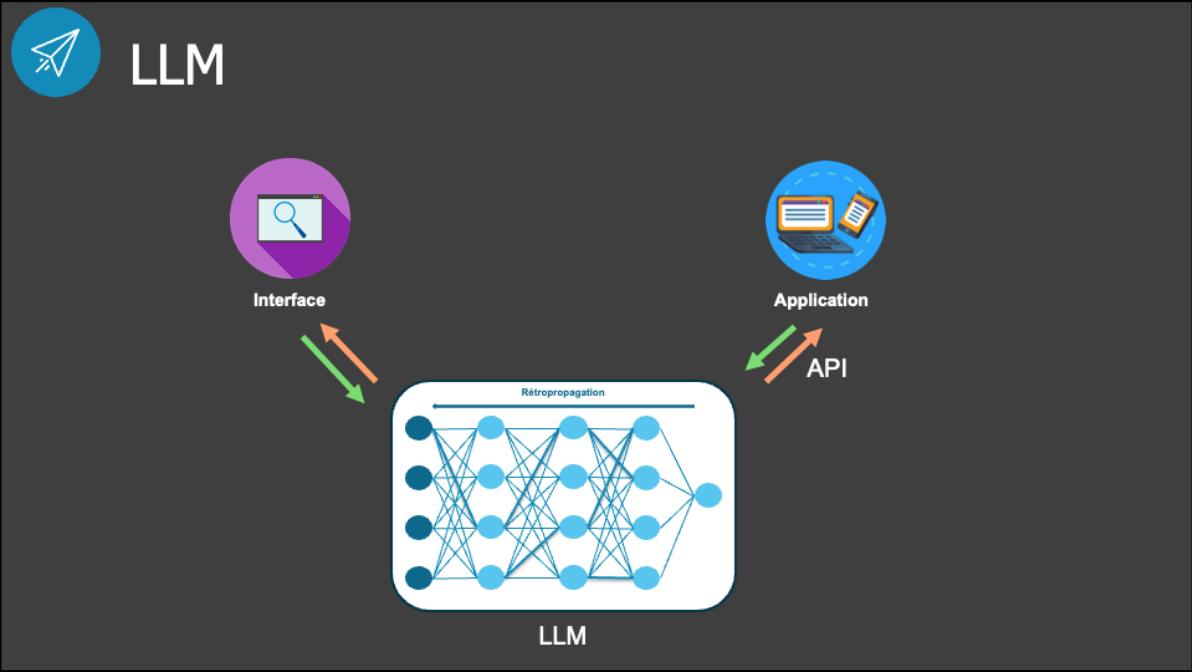 LLM
Interface
Application
API
Rétropropagation
LLM